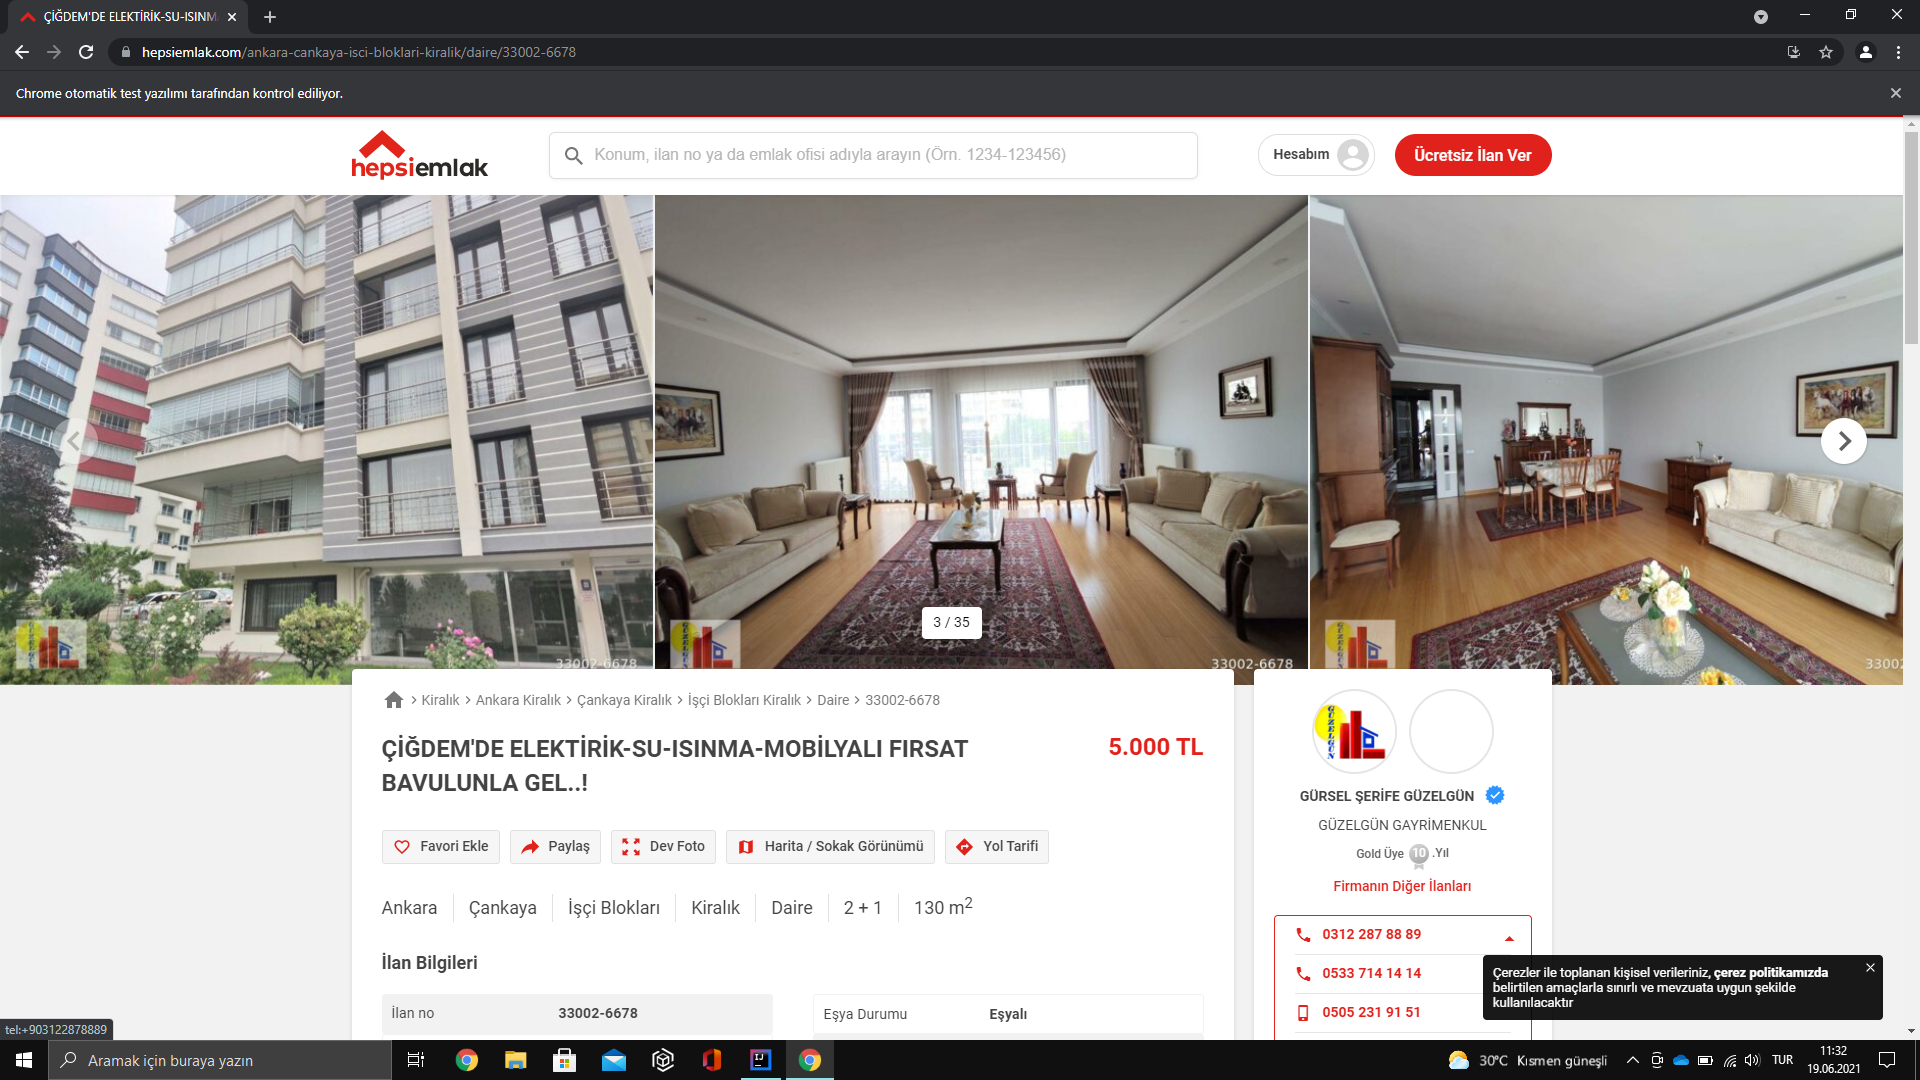 ÇİĞDEM'DE ELEKTİRİK-SU-ISINM
hepsiemlak.com/ankara-cankaya-isci-bloklari-kiralik/daire/33002-6678
Chrome otomatik test yazılımı tarafından kontrol ediliyor.
hepsiemlak
Konum, ilan no ya da emlak ofisi adıyla arayın (Örn. 1234-123456)
Hesabım
Ücretsiz İlan Ver
33002-6678
33002-6678
33002
GÜZELGÜN
GÜZELGÜN
3 / 35
Kiralık > Ankara Kiralık > Çankaya Kiralık > İşçi Blokları Kiralık > Daire > 33002-6678
ÇİĞDEM'DE ELEKTİRİK-SU-ISINMA-MOBİLYALI FIRSAT
BAVULUNLA GEL..!
5.000 TL
Favori Ekle
Paylaş
Dev Foto
Harita / Sokak Görünümü
Yol Tarifi
Ankara
Çankaya
İşçi Blokları
Kiralık
Daire
2 + 1
130 m²
İlan Bilgileri
İlan no 33002-6678
Eşya Durumu Eşyalı
GÜZELGÜN
GÜRSEL ŞERİFE GÜZELGÜN
GÜZELGÜN GAYRİMENKUL
Gold Üye 10 .Yıl
Firmanın Diğer İlanları
0312 287 88 89
0533 714 14 14
0505 231 91 51
Çerezler ile toplanan kişisel verileriniz, çerez politikamızda
belirtilen amaçlarla sınırlı ve mevzuata uygun şekilde
kullanılacaktır
tel:+903122878889
Aramak için buraya yazın
IJ
30°C Kısmen güneşli
TUR
11:32
19.06.2021